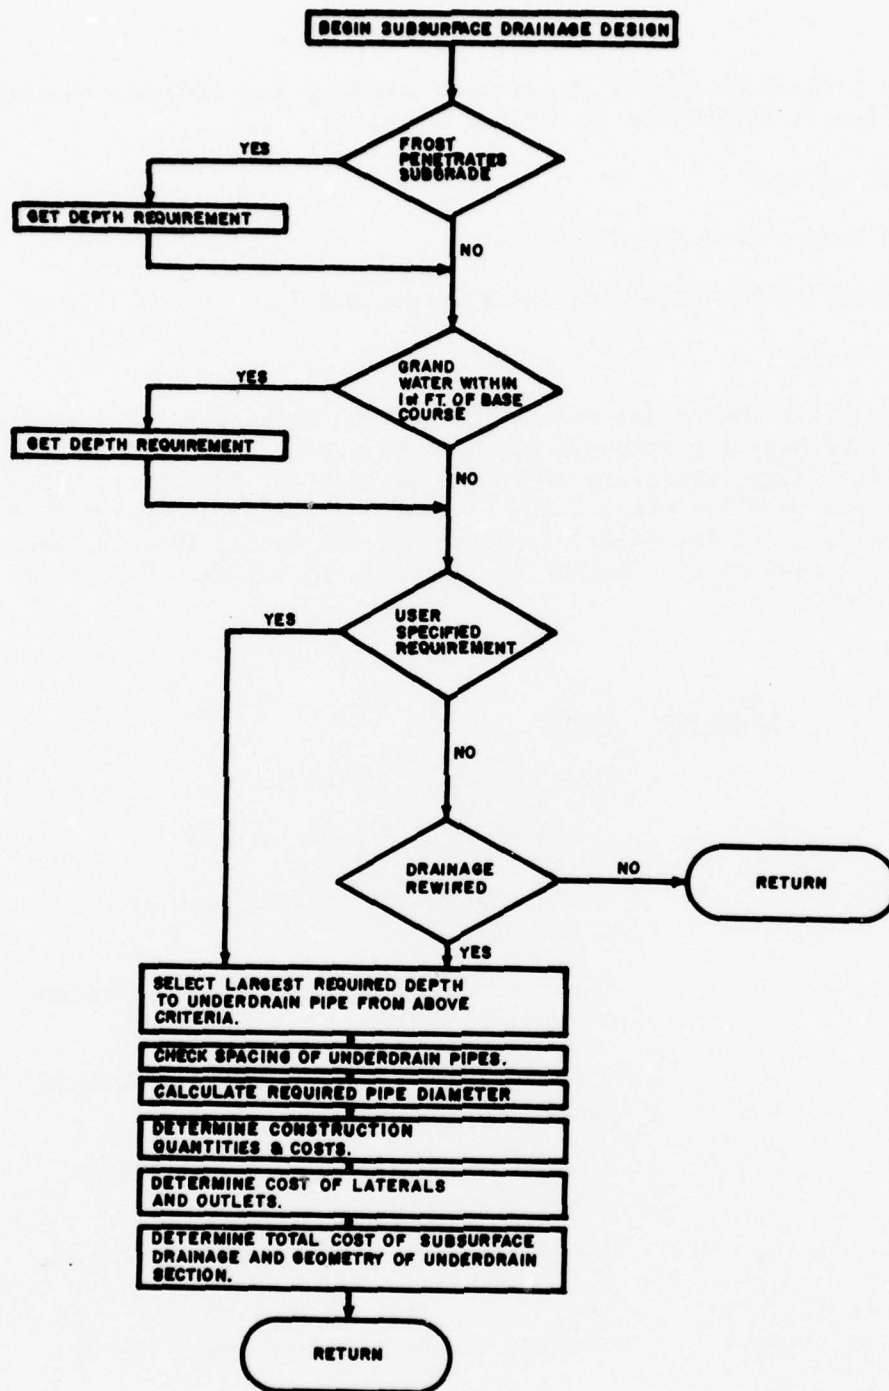 BEGIN SUBSURFACE DRAINAGE DESIGN
YES
FROST
PENETRATES
SUBGRADE
GET DEPTH REQUIREMENT
NO
GRAND
WATER WITHIN
1st FT. OF BASE
COURSE
YES
GET DEPTH REQUIREMENT
NO
YES
USER
SPECIFIED
REQUIREMENT
NO
DRAINAGE
REWIRED
NO
RETURN
YES
SELECT LARGEST REQUIRED DEPTH
TO UNDERDRAIN PIPE FROM ABOVE
CRITERIA.
CHECK SPACING OF UNDERDRAIN PIPES.
CALCULATE REQUIRED PIPE DIAMETER
DETERMINE CONSTRUCTION
QUANTITIES & COSTS.
DETERMINE COST OF LATERALS
AND OUTLETS.
DETERMINE TOTAL COST OF SUBSURFACE
DRAINAGE AND GEOMETRY OF UNDERDRAIN
SECTION.
RETURN